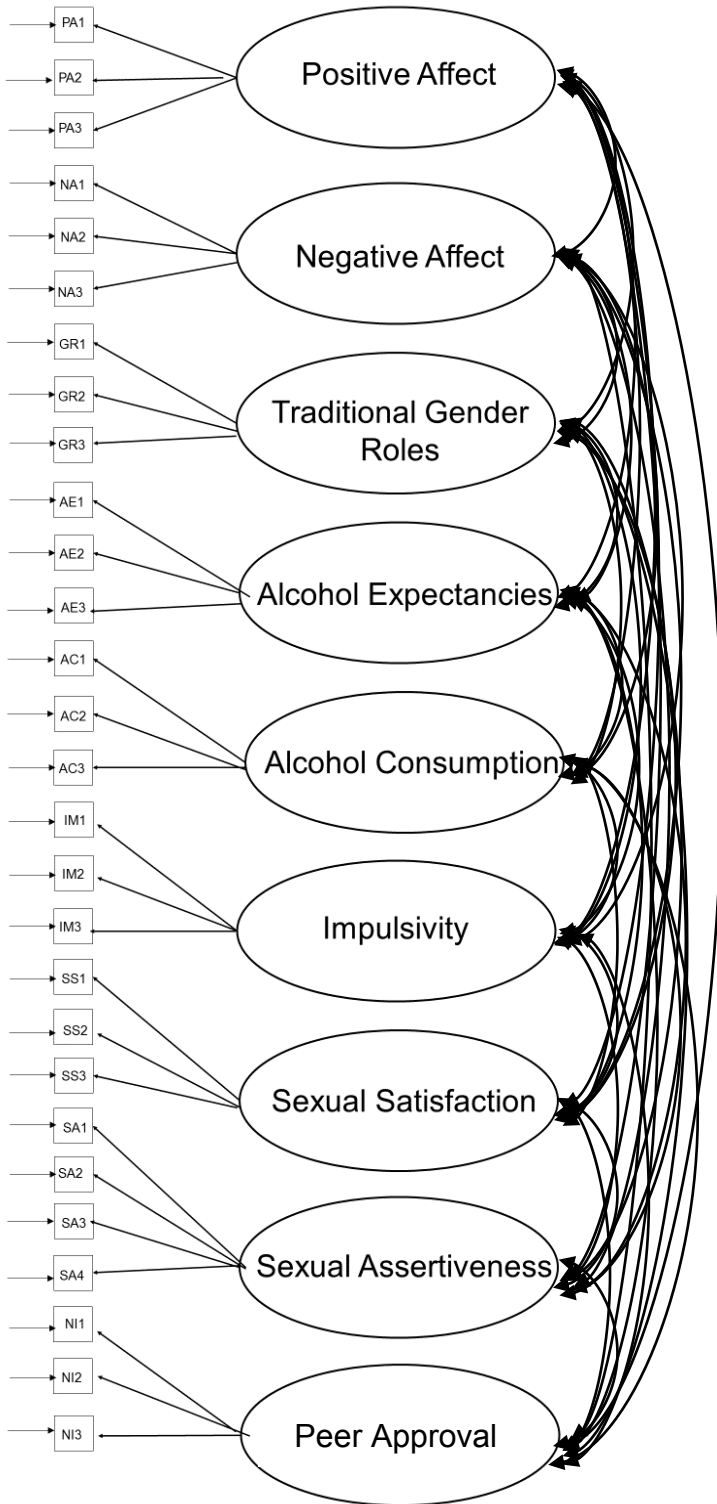 PA1
PA2
PA3
Positive Affect
NA1
NA2
NA3
Negative Affect
GR1
GR2
GR3
Traditional Gender
Roles
AE1
AE2
AE3
Alcohol Expectancies
AC1
AC2
AC3
Alcohol Consumption
IM1
IM2
IM3
Impulsivity
SS1
SS2
SS3
Sexual Satisfaction
SA1
SA2
SA3
SA4
Sexual Assertiveness
NI1
NI2
NI3
Peer Approval